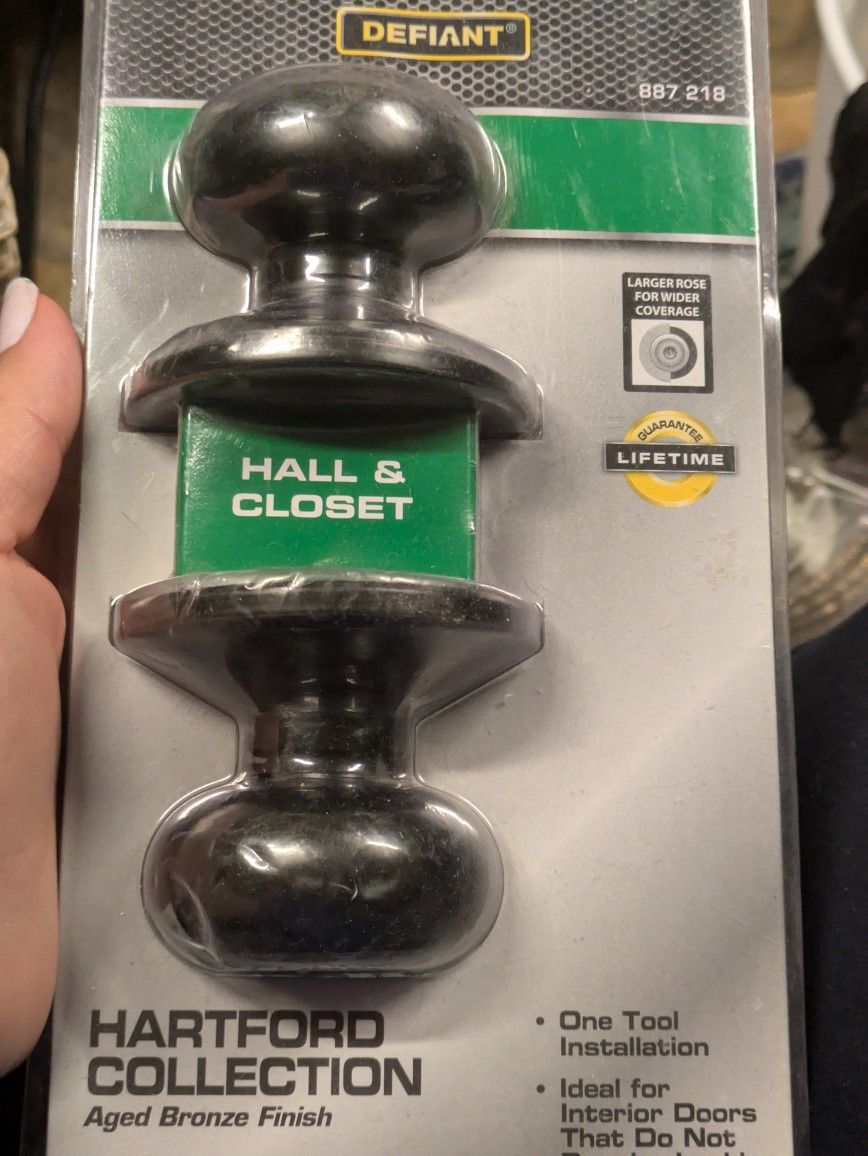 DEFIANT®
887 218
LARGER ROSE
FOR WIDER
COVERAGE
GUARANTEE
LIFETIME
HALL &
CLOSET
HARTFORD
COLLECTION
Aged Bronze Finish
• One Tool
Installation
• Ideal for
Interior Doors
That Do Not